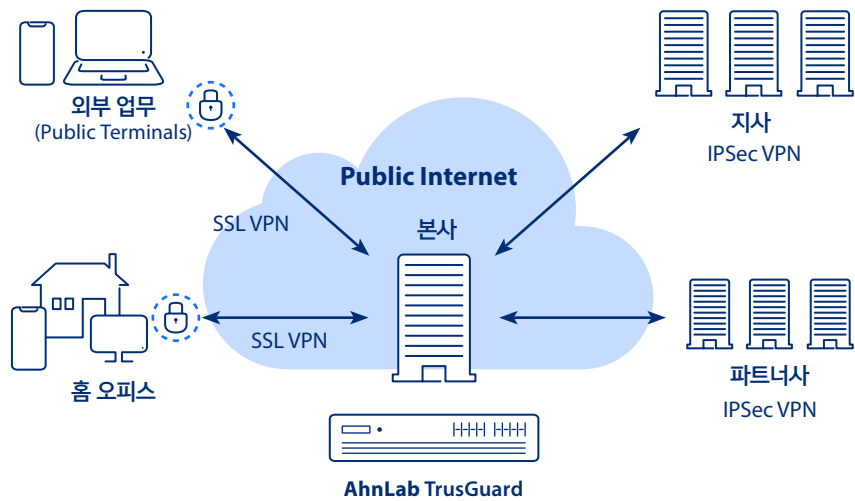 외부 업무
(Public Terminals)
지사
IPSec VPN
Public Internet
본사
SSL VPN
SSL VPN
홈 오피스
파트너사
IPSec VPN
AhnLab TrusGuard